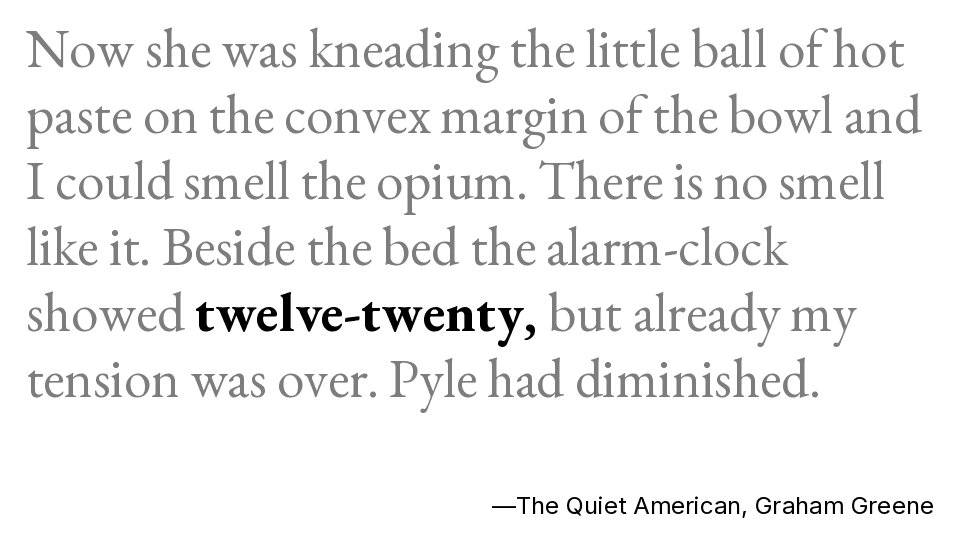 Now she was kneading the little ball of hot
paste on the convex margin of the bowl and
I could smell the opium. There is no smell
like it. Beside the bed the alarm-clock
showed twelve-twenty, but already my
tension was over. Pyle had diminished.
—The Quiet American, Graham Greene